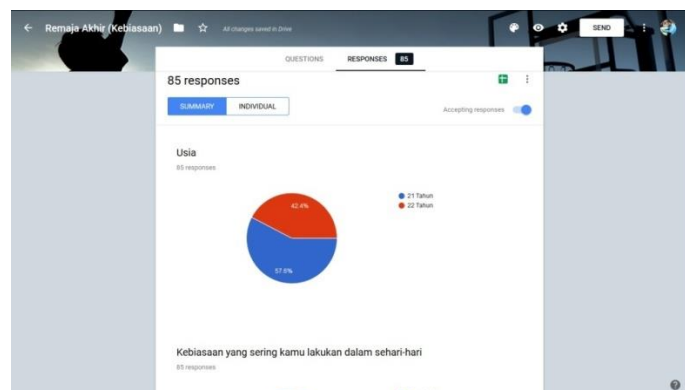 Remaja Akhir (Kebiasaan)
All changes saved in Drive
SEND
QUESTIONS
RESPONSES 85
85 responses
SUMMARY
INDIVIDUAL
Accepting responses
Usia
85 responses
42.4%
57.6%
21 Tahun
22 Tahun
Kebiasaan yang sering kamu lakukan dalam sehari-hari
85 responses